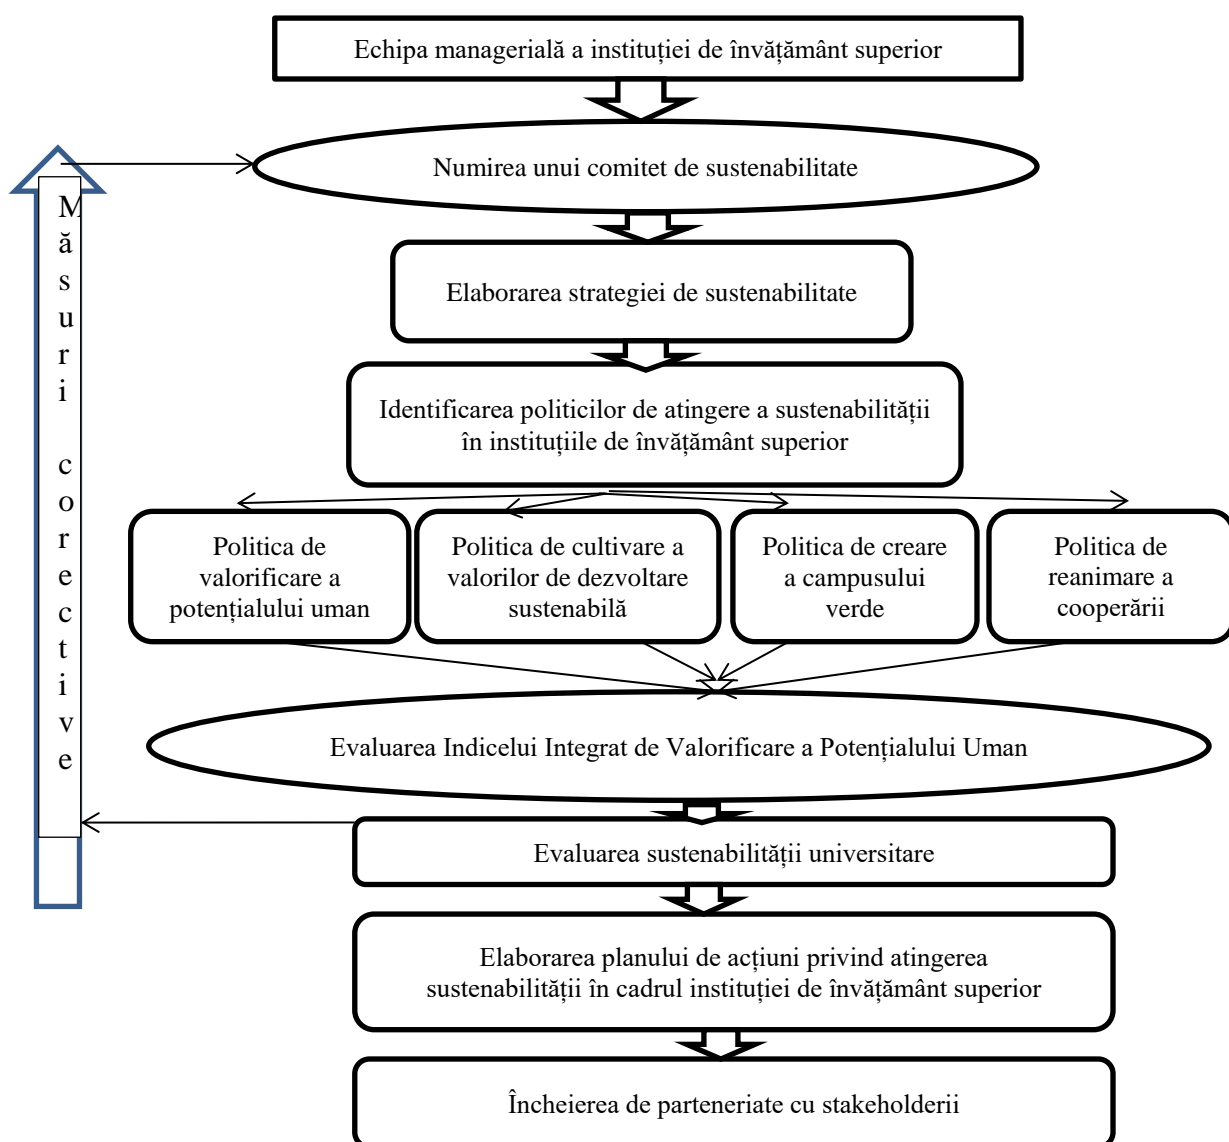 Echipa managerială a instituției de învățământ superior
Numirea unui comitet de sustenabilitate
Măsuri corective
Elaborarea strategiei de sustenabilitate
Identificarea politicilor de atingere a sustenabilității
în instituțiile de învățământ superior
Politica de
valorificare a
potențialului uman
Politica de cultivare a
valorilor de dezvoltare
sustenabilă
Politica de creare
a campusului
verde
Politica de
reanimare a
cooperării
Evaluarea Indicelui Integrat de Valorificare a Potențialului Uman
Evaluarea sustenabilității universitare
Elaborarea planului de acțiuni privind atingerea
sustenabilității în cadrul instituției de învățământ superior
Încheierea de parteneriate cu stakeholderii